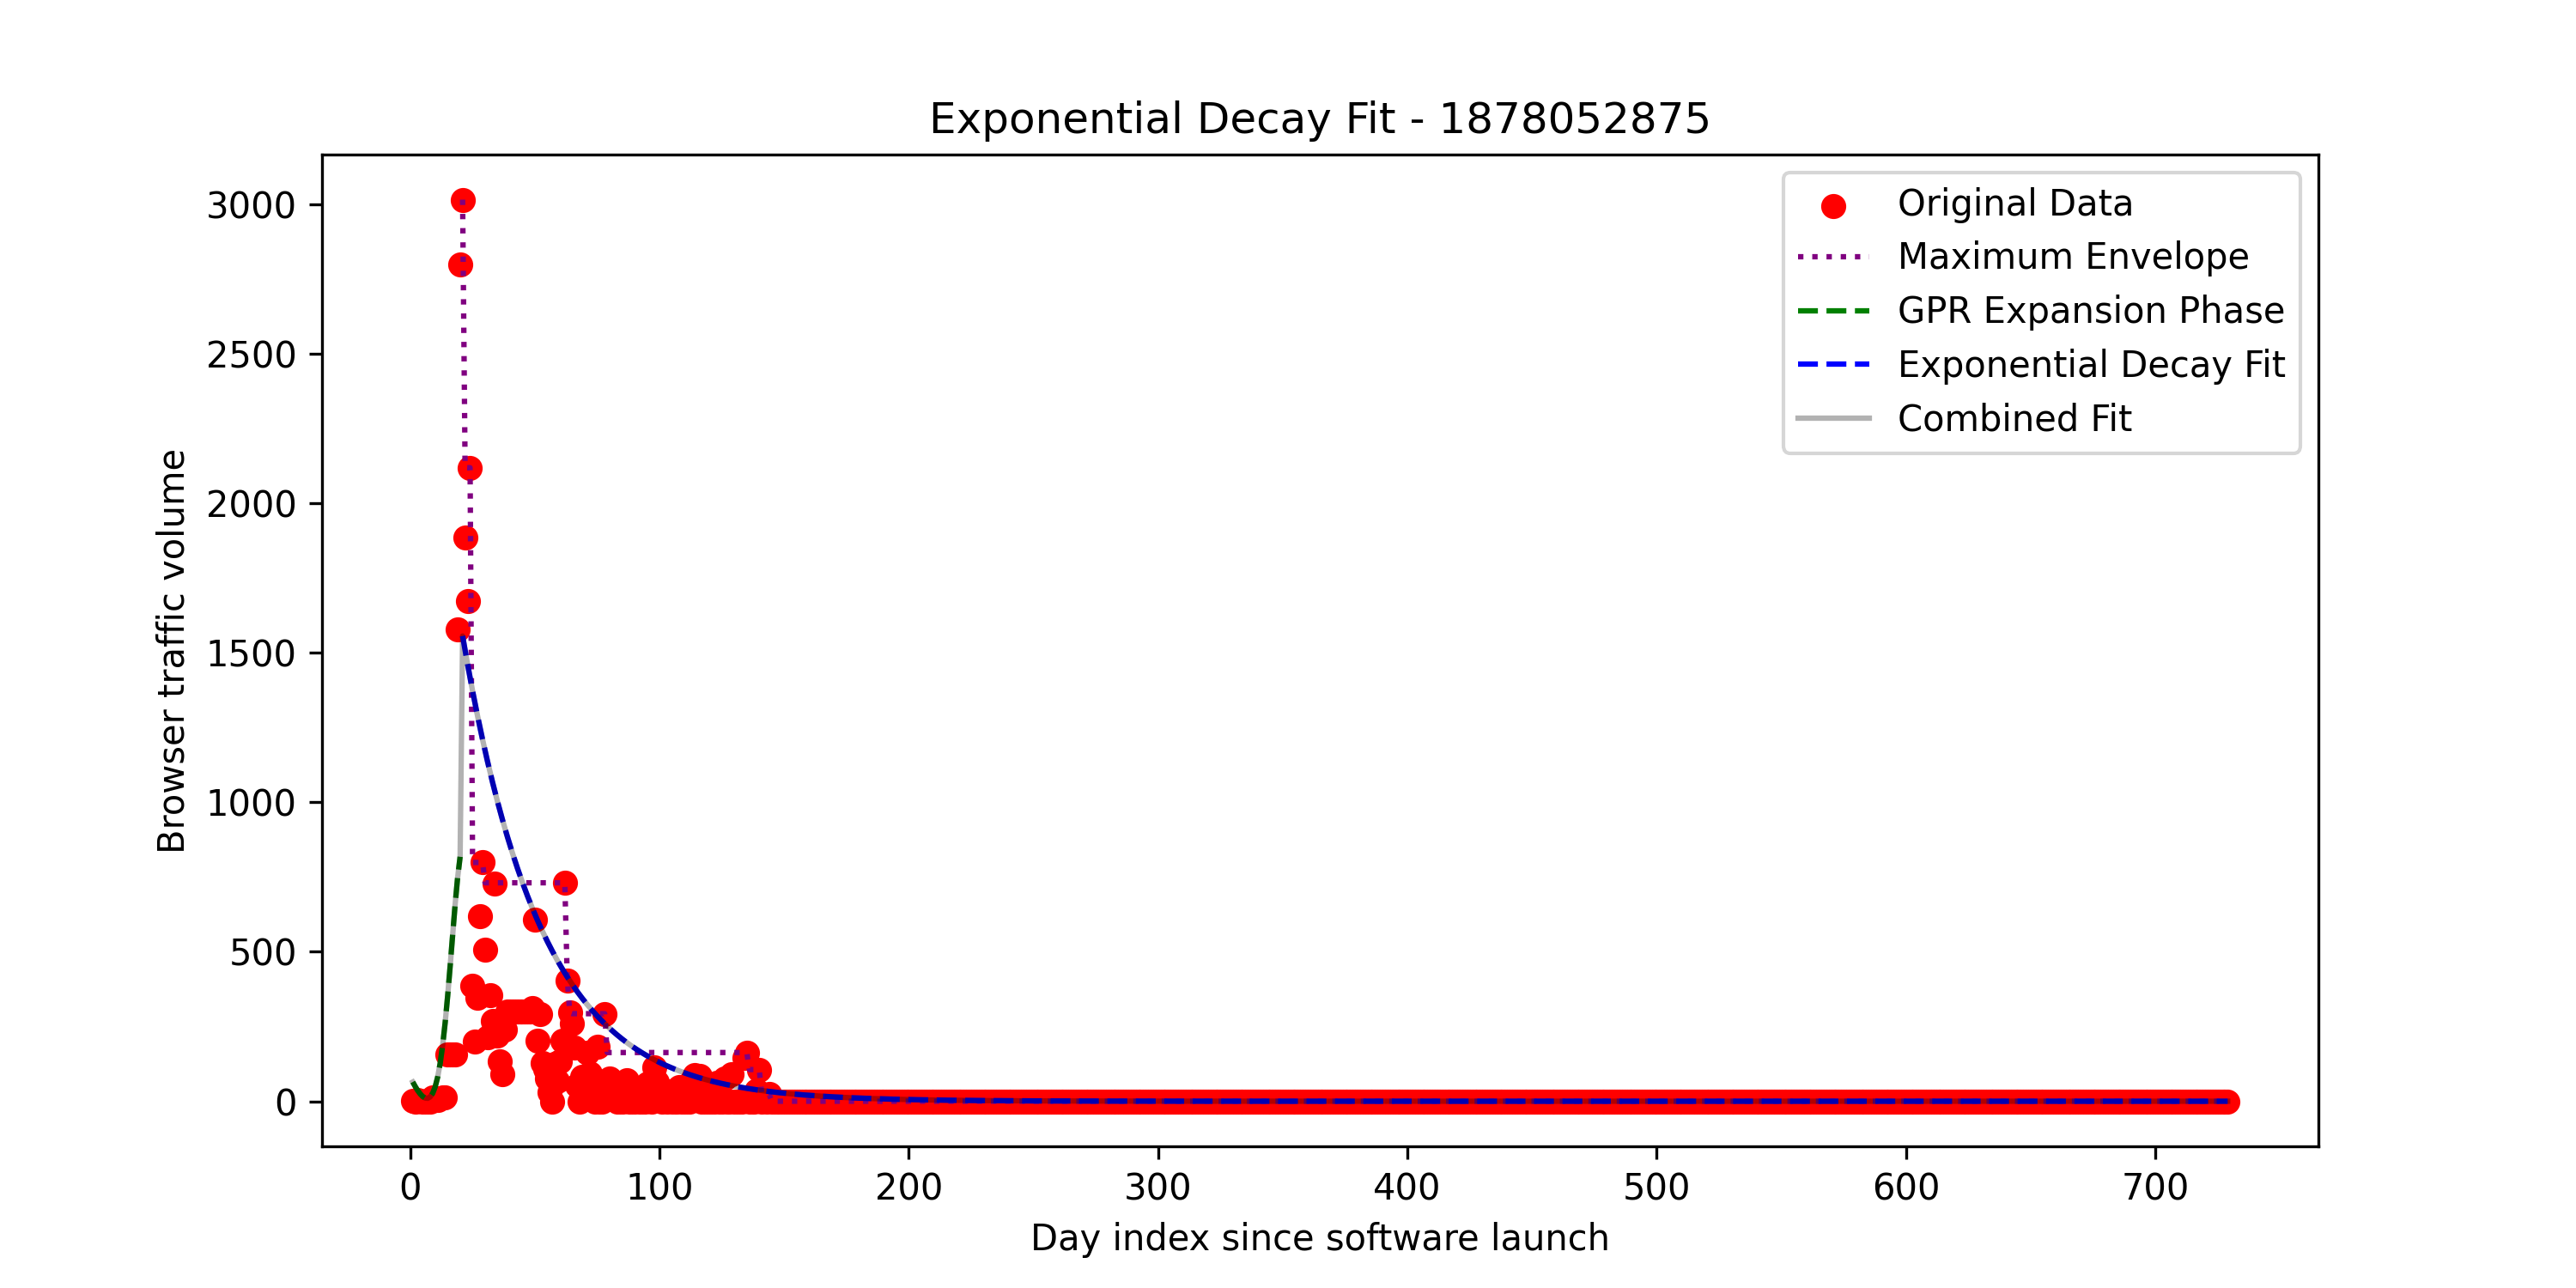 Exponential Decay Fit - 1878052875
Browser traffic volume
3000
2500
2000
1500
1000
500
0
Original Data
Maximum Envelope
GPR Expansion Phase
Exponential Decay Fit
Combined Fit
0 100 200 300 400 500 600 700
Day index since software launch